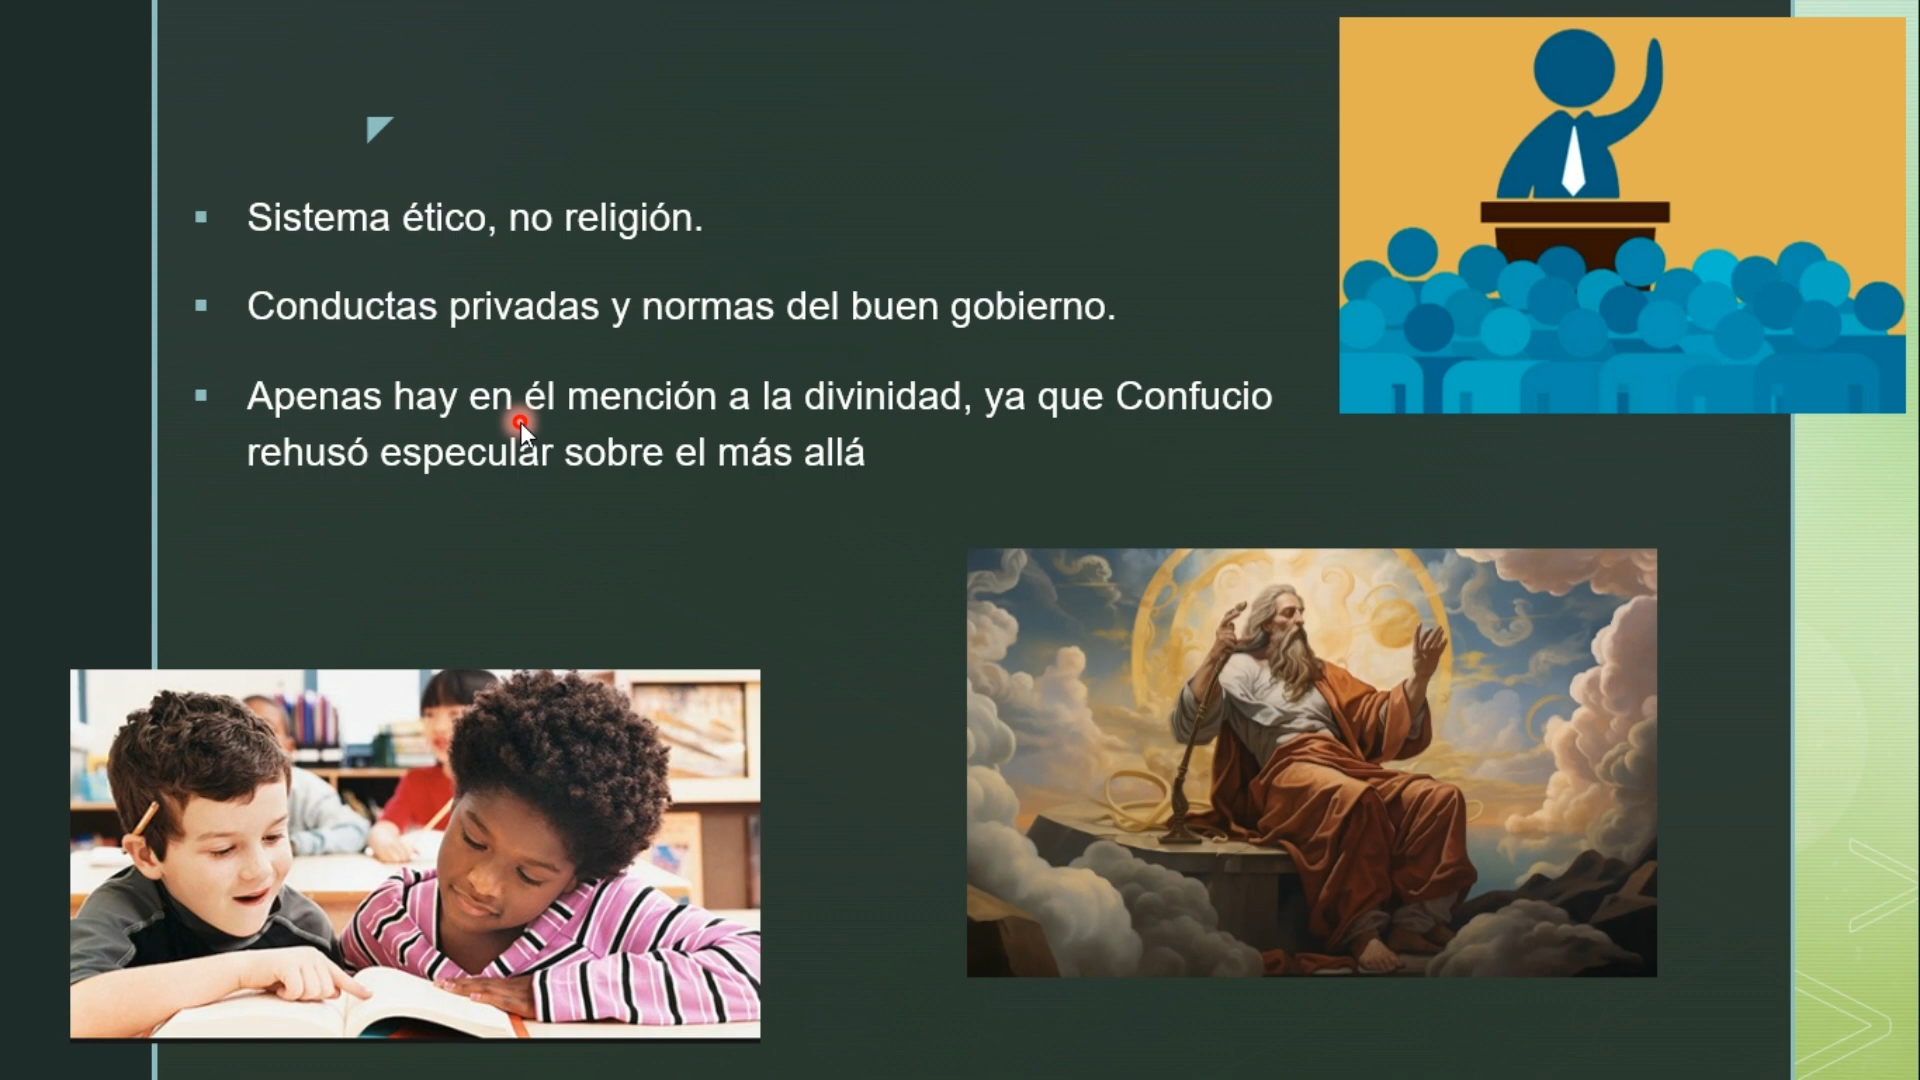 Sistema ético, no religión.
Conductas privadas y normas del buen gobierno.
Apenas hay en él mención a la divinidad, ya que Confucio
rehusó especular sobre el más allá